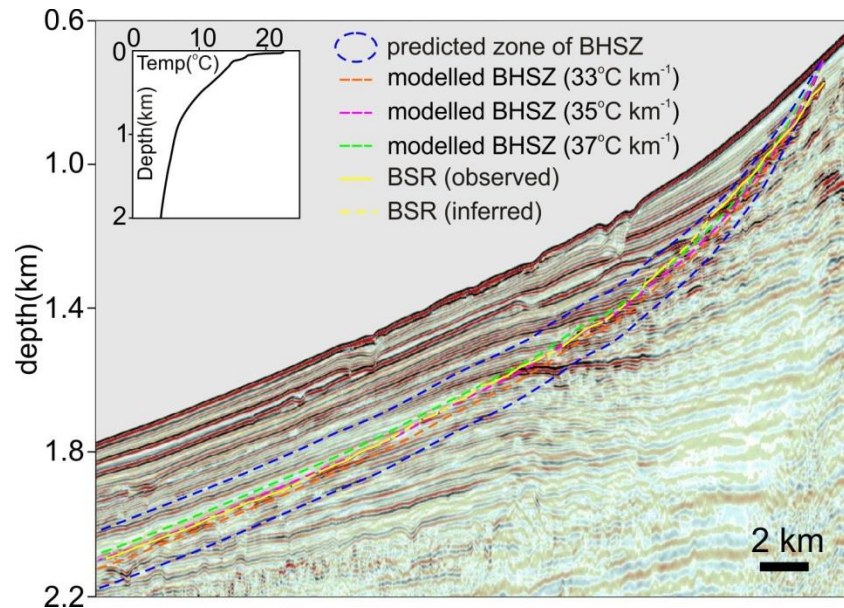 0.6
1.0
1.4
1.8
2.2
depth(km)
0 10 20
Temp(°C)
0
1
2
Depth(km)
predicted zone of BHSZ
modelled BHSZ (33°C km⁻¹)
modelled BHSZ (35°C km⁻¹)
modelled BHSZ (37°C km⁻¹)
BSR (observed)
BSR (inferred)
2 km